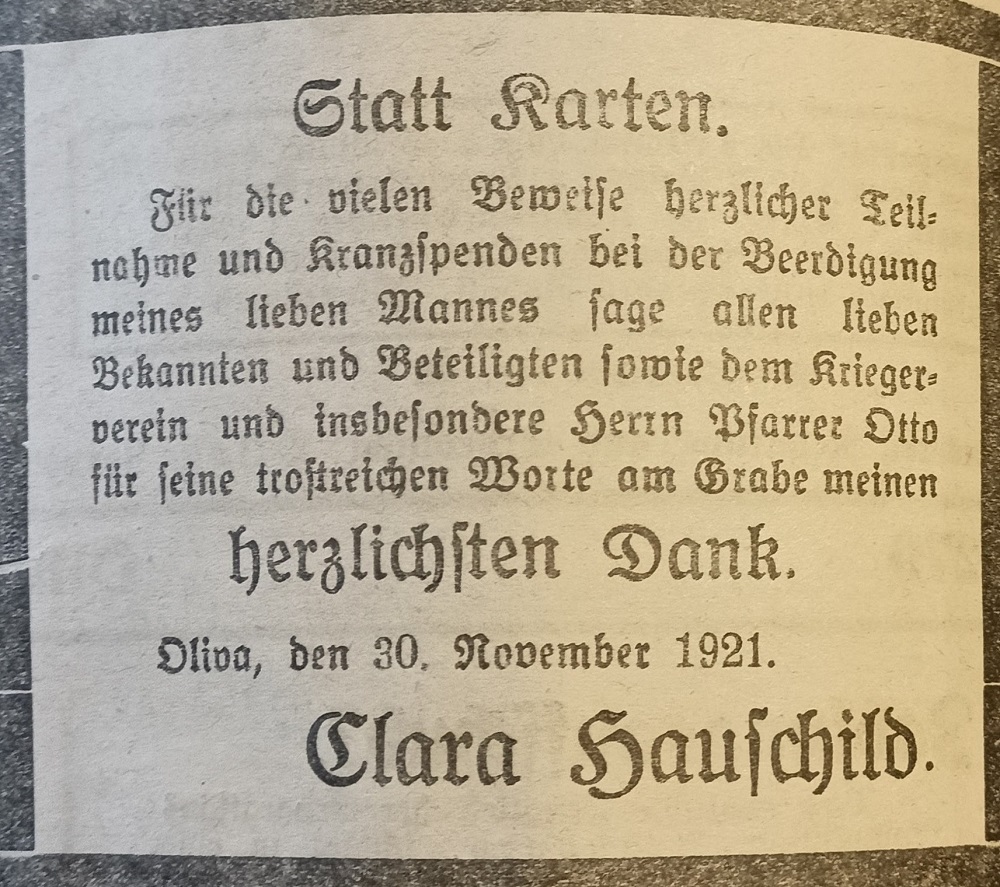 Statt Karten.
Für die vielen Beweise herzlicher Teil-
nahme und Kranzspenden bei der Beerdigung
meines lieben Mannes sage allen lieben
Bekannten und Beteiligten sowie dem Krieger-
verein und insbesondere Herrn Pfarrer Otto
für seine trostreichen Worte am Grabe meinen
herzlichsten Dank.
Oliva, den 30. November 1921.
Clara Hauschild.